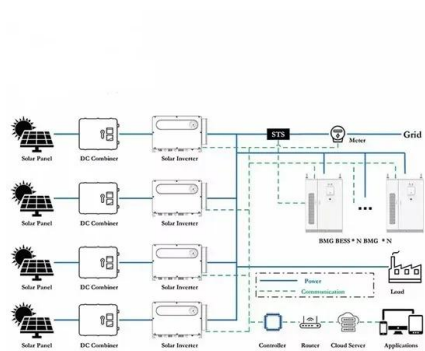 STS
Meter
Grid
Solar Panel DC Combiner Solar Inverter
Solar Panel DC Combiner Solar Inverter
BMG BESS * N BMG * N
Solar Panel DC Combiner Solar Inverter
Power
Communication
Load
Solar Panel DC Combiner Solar Inverter
Controller Router Cloud Server Applications